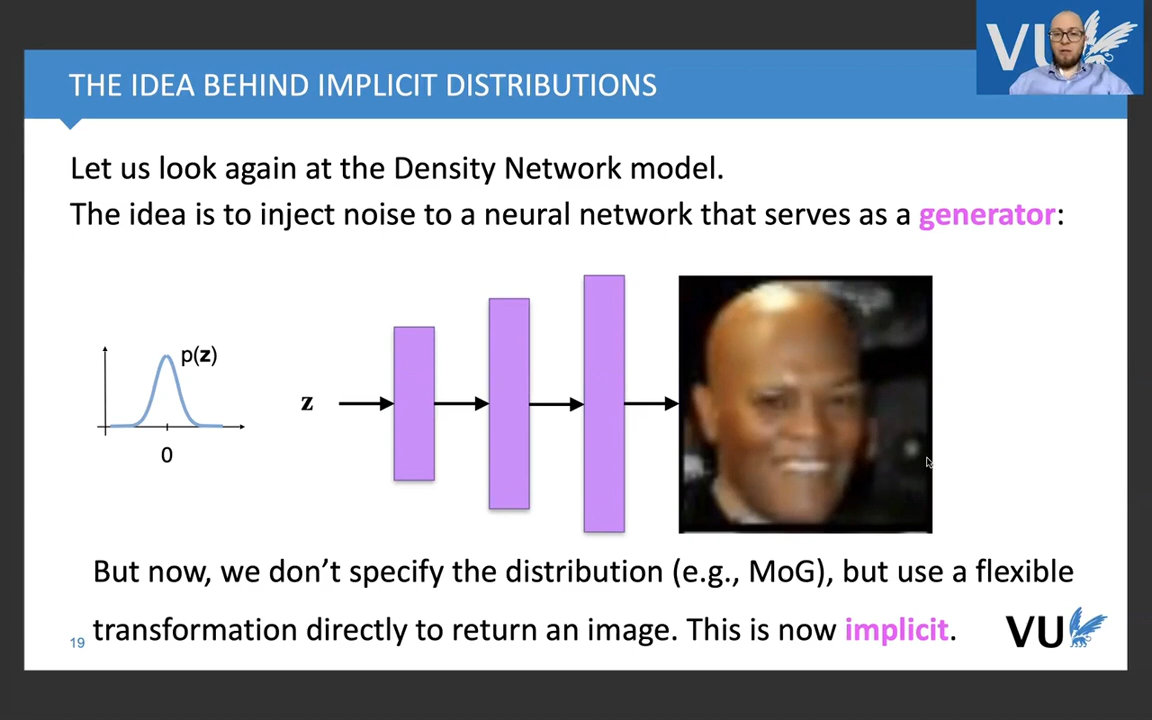 VU
THE IDEA BEHIND IMPLICIT DISTRIBUTIONS
Let us look again at the Density Network model.
The idea is to inject noise to a neural network that serves as a generator:
p(z)
z
0
But now, we don't specify the distribution (e.g., MoG), but use a flexible
transformation directly to return an image. This is now implicit.
19
VU